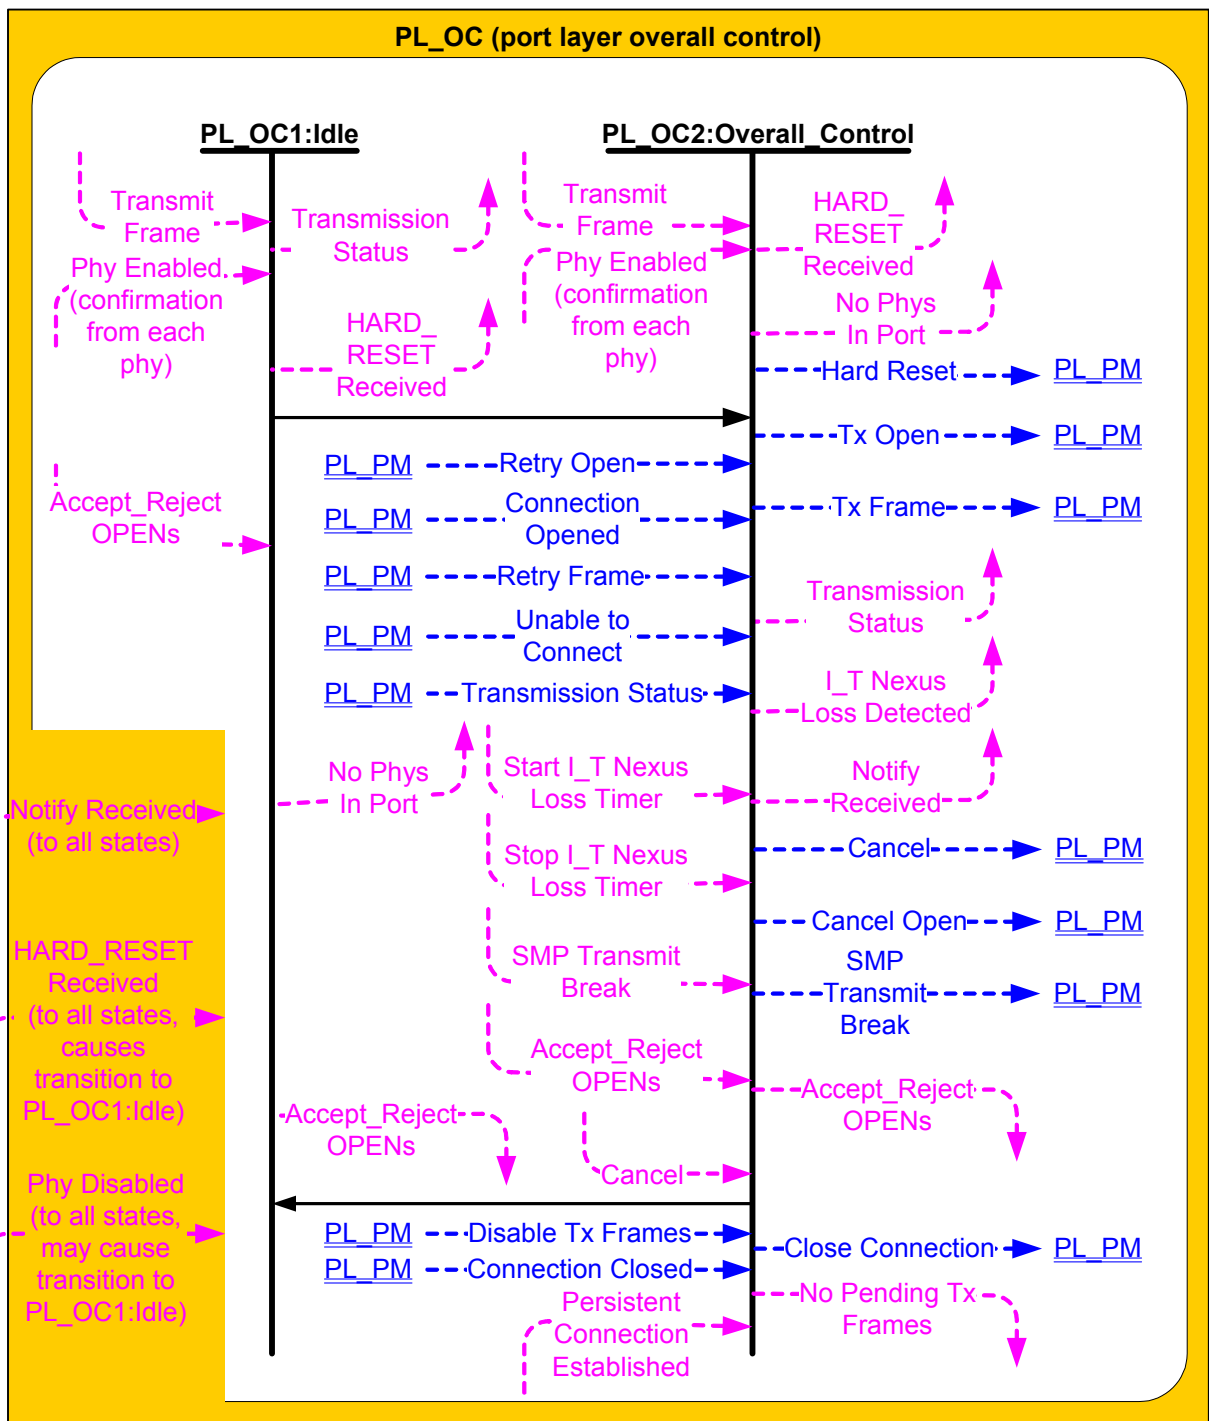 PL_OC (port layer overall control)
PL_OC1:Idle
PL_OC2:Overall_Control
Transmit
Frame
Transmission
Status
Phy Enabled
(confirmation
from each
phy)
HARD_
RESET
Received
Transmit
Frame
Phy Enabled
(confirmation
from each
phy)
HARD_
RESET
Received
No Phys
In Port
Hard Reset
PL_PM
Tx Open
PL_PM
PL_PM
Retry Open
Accept_Reject
OPENs
PL_PM
Connection
Opened
Tx Frame
PL_PM
PL_PM
Retry Frame
Transmission
Status
PL_PM
Unable to
Connect
PL_PM
Transmission Status
I_T Nexus
Loss Detected
No Phys
In Port
Start I_T Nexus
Loss Timer
Notify
Received
Notify Received
(to all states)
Stop I_T Nexus
Loss Timer
Cancel
PL_PM
Cancel Open
PL_PM
HARD_RESET
Received
(to all states,
causes
transition to
PL_OC1:Idle)
SMP Transmit
Break
SMP
Transmit
Break
PL_PM
Accept_Reject
OPENs
Accept_Reject
OPENs
Accept_Reject
OPENs
Cancel
Phy Disabled
(to all states,
may cause
transition to
PL_OC1:Idle)
PL_PM
Disable Tx Frames
Close Connection
PL_PM
PL_PM
Connection Closed
No Pending Tx
Frames
Persistent
Connection
Established